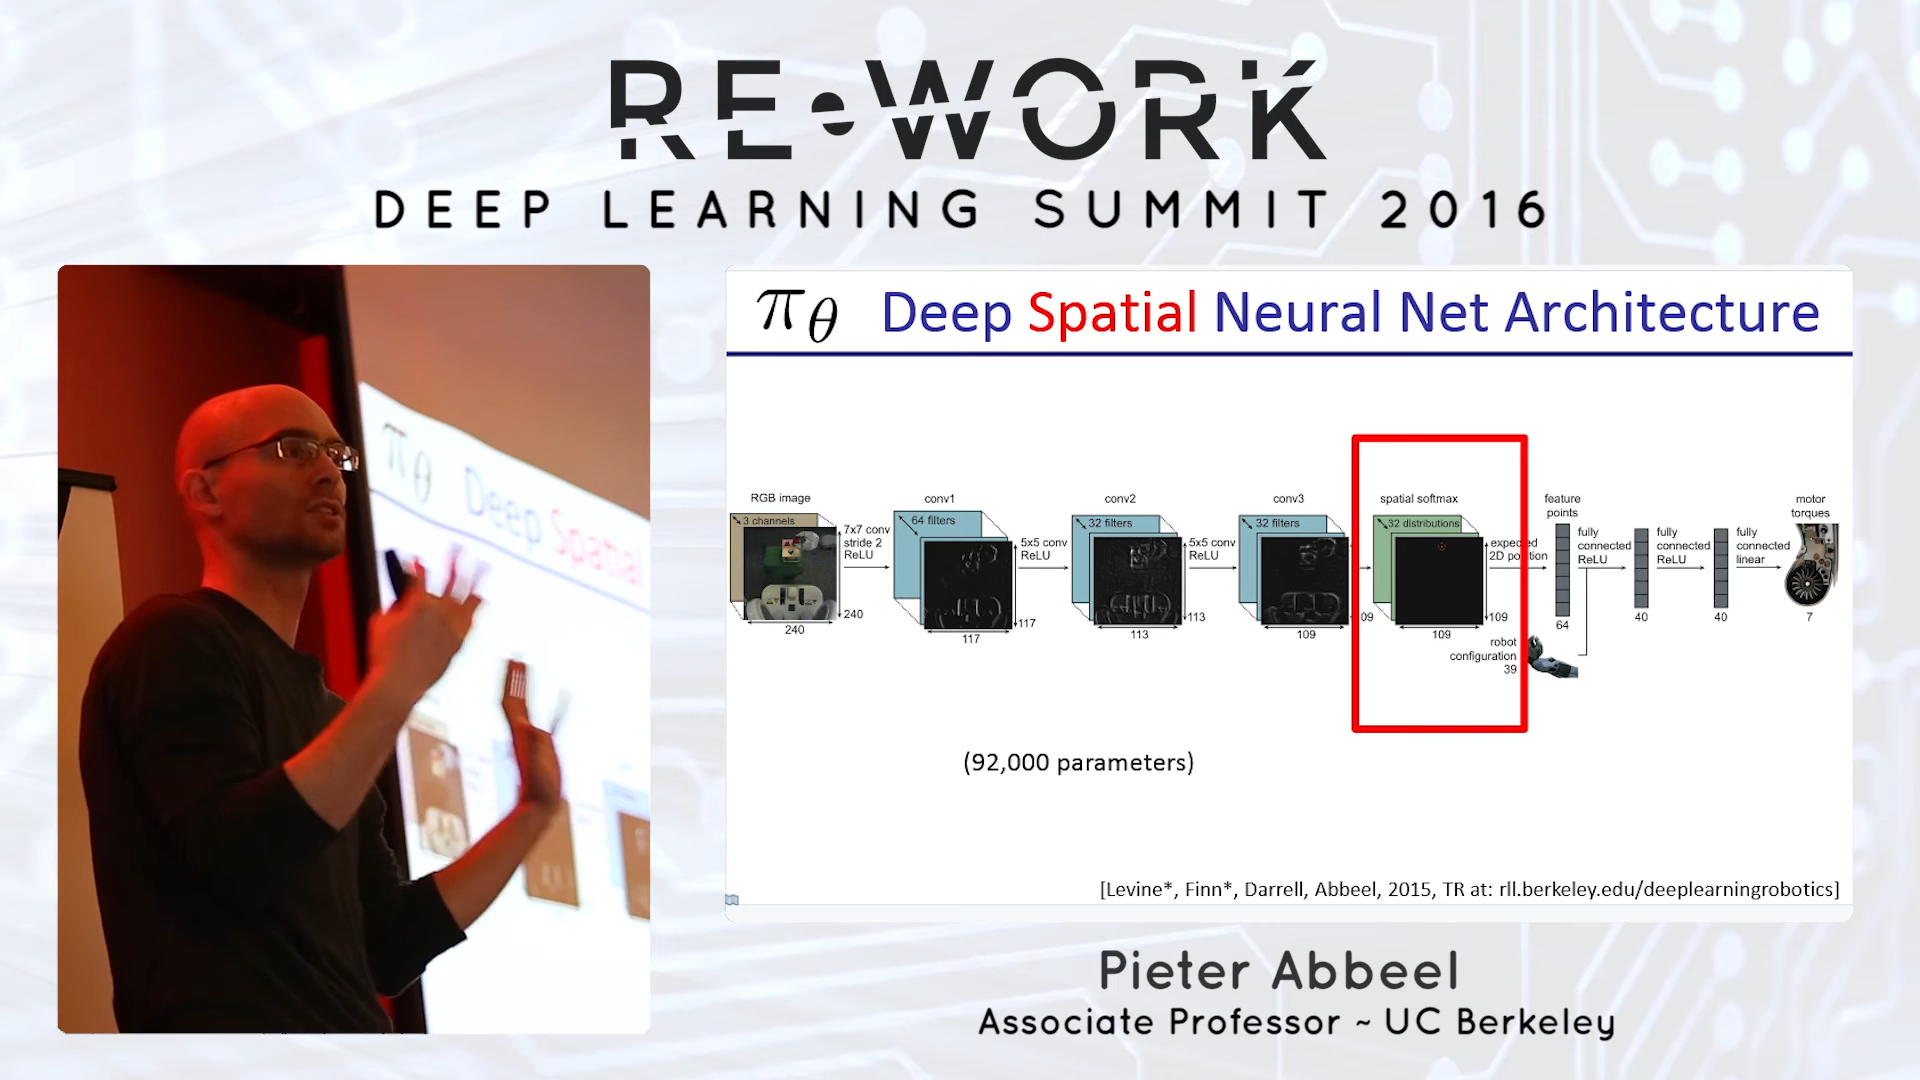 RE•WORK
DEEP LEARNING SUMMIT 2016
πθ Deep Spatial
πθ Deep Spatial Neural Net Architecture
RGB image
3 channels
240
240
7x7 conv
stride 2
ReLU
conv1
64 filters
117
117
5x5 conv
ReLU
conv2
32 filters
113
113
5x5 conv
ReLU
conv3
32 filters
109
09
spatial softmax
32 distributions
109
109
expected
2D position
feature
points
64
robot
configuration
39
fully
connected
ReLU
40
fully
connected
ReLU
40
fully
connected
linear
motor
torques
7
(92,000 parameters)
[Levine*, Finn*, Darrell, Abbeel, 2015, TR at: rll.berkeley.edu/deeplearningrobotics]
Pieter Abbeel
Associate Professor ~ UC Berkeley